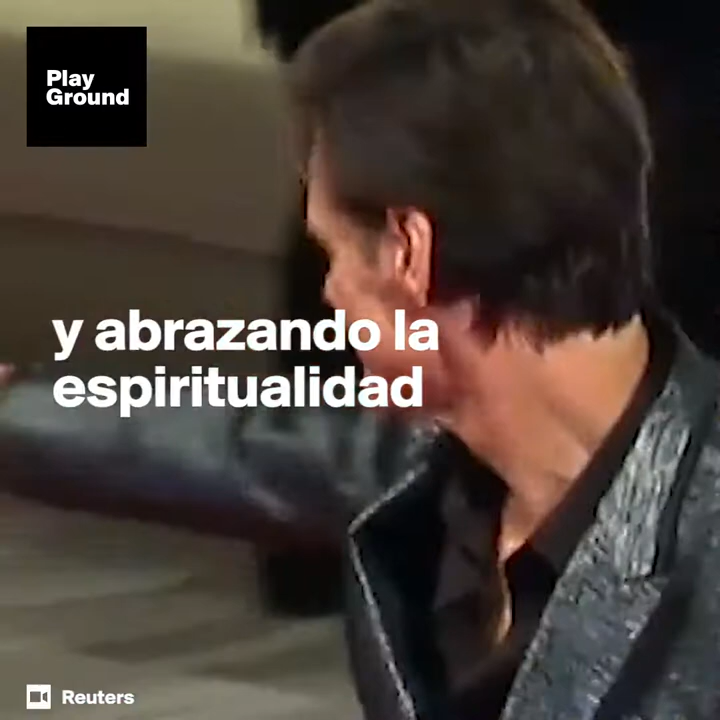 Play
Ground
y abrazando la
espiritualidad
Reuters